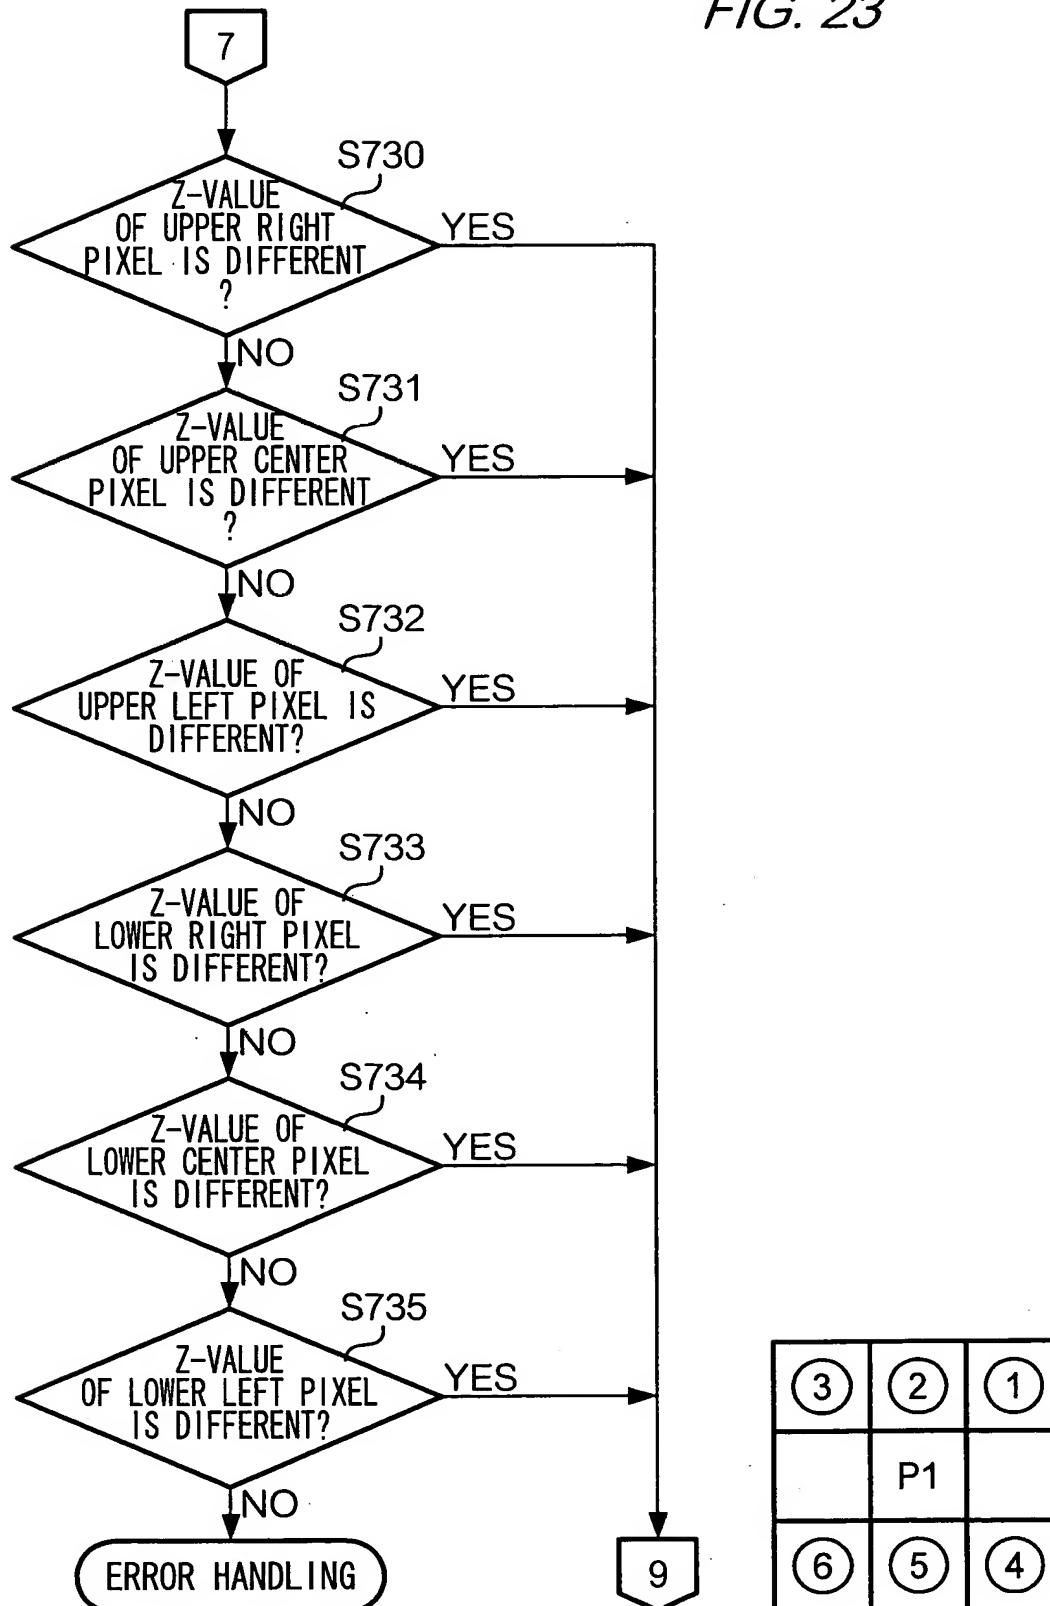 FIG. 23
7
S730
Z-VALUE
OF UPPER RIGHT
PIXEL IS DIFFERENT
?
YES
NO
S731
Z-VALUE
OF UPPER CENTER
PIXEL IS DIFFERENT
?
YES
NO
S732
Z-VALUE OF
UPPER LEFT PIXEL IS
DIFFERENT?
YES
NO
S733
Z-VALUE OF
LOWER RIGHT PIXEL
IS DIFFERENT?
YES
NO
S734
Z-VALUE OF
LOWER CENTER PIXEL
IS DIFFERENT?
YES
NO
S735
Z-VALUE
OF LOWER LEFT PIXEL
IS DIFFERENT?
YES
NO
ERROR HANDLING
9
3 2 1
P1
6 5 4